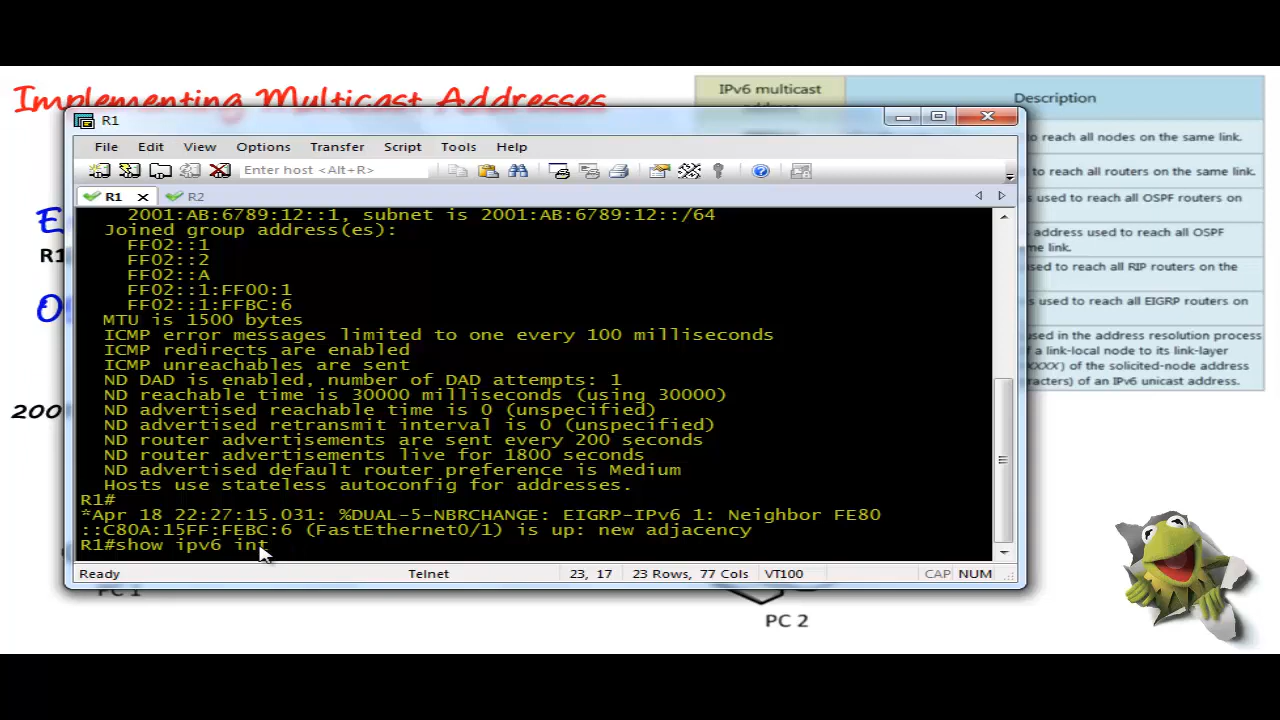 Implementing Multicast Addresses
IPv6 multicast
Description
R1
File Edit View Options Transfer Script Tools Help
Enter host <Alt+R>
R1
R2
2001:AB:6789:12::1, subnet is 2001:AB:6789:12::/64
Joined group address(es):
FF02::1
FF02::2
FF02::A
FF02::1:FF00:1
FF02::1:FFBC:6
MTU is 1500 bytes
ICMP error messages limited to one every 100 milliseconds
ICMP redirects are enabled
ICMP unreachables are sent
ND DAD is enabled, number of DAD attempts: 1
ND reachable time is 30000 milliseconds (using 30000)
ND advertised reachable time is 0 (unspecified)
ND advertised retransmit interval is 0 (unspecified)
ND router advertisements are sent every 200 seconds
ND router advertisements live for 1800 seconds
ND advertised default router preference is Medium
Hosts use stateless autoconfig for addresses.
R1#
*Apr 18 22:27:15.031: %DUAL-5-NBRCHANGE: EIGRP-IPv6 1: Neighbor FE80
::C80A:15FF:FEBC:6 (FastEthernet0/1) is up: new adjacency
R1#show ipv6 int
Ready Telnet 23, 17 23 Rows, 77 Cols VT100 CAP NUM
to reach all nodes on the same link.
to reach all routers on the same link.
used to reach all OSPF routers on
address used to reach all OSPF
me link.
used to reach all RIP routers on the
s used to reach all EIGRP routers on
used in the address resolution process
a link-local node to its link-layer
XXXX') of the solicited-node address
racters) of an IPv6 unicast address.
E
R1
O
200
PC 1
PC 2